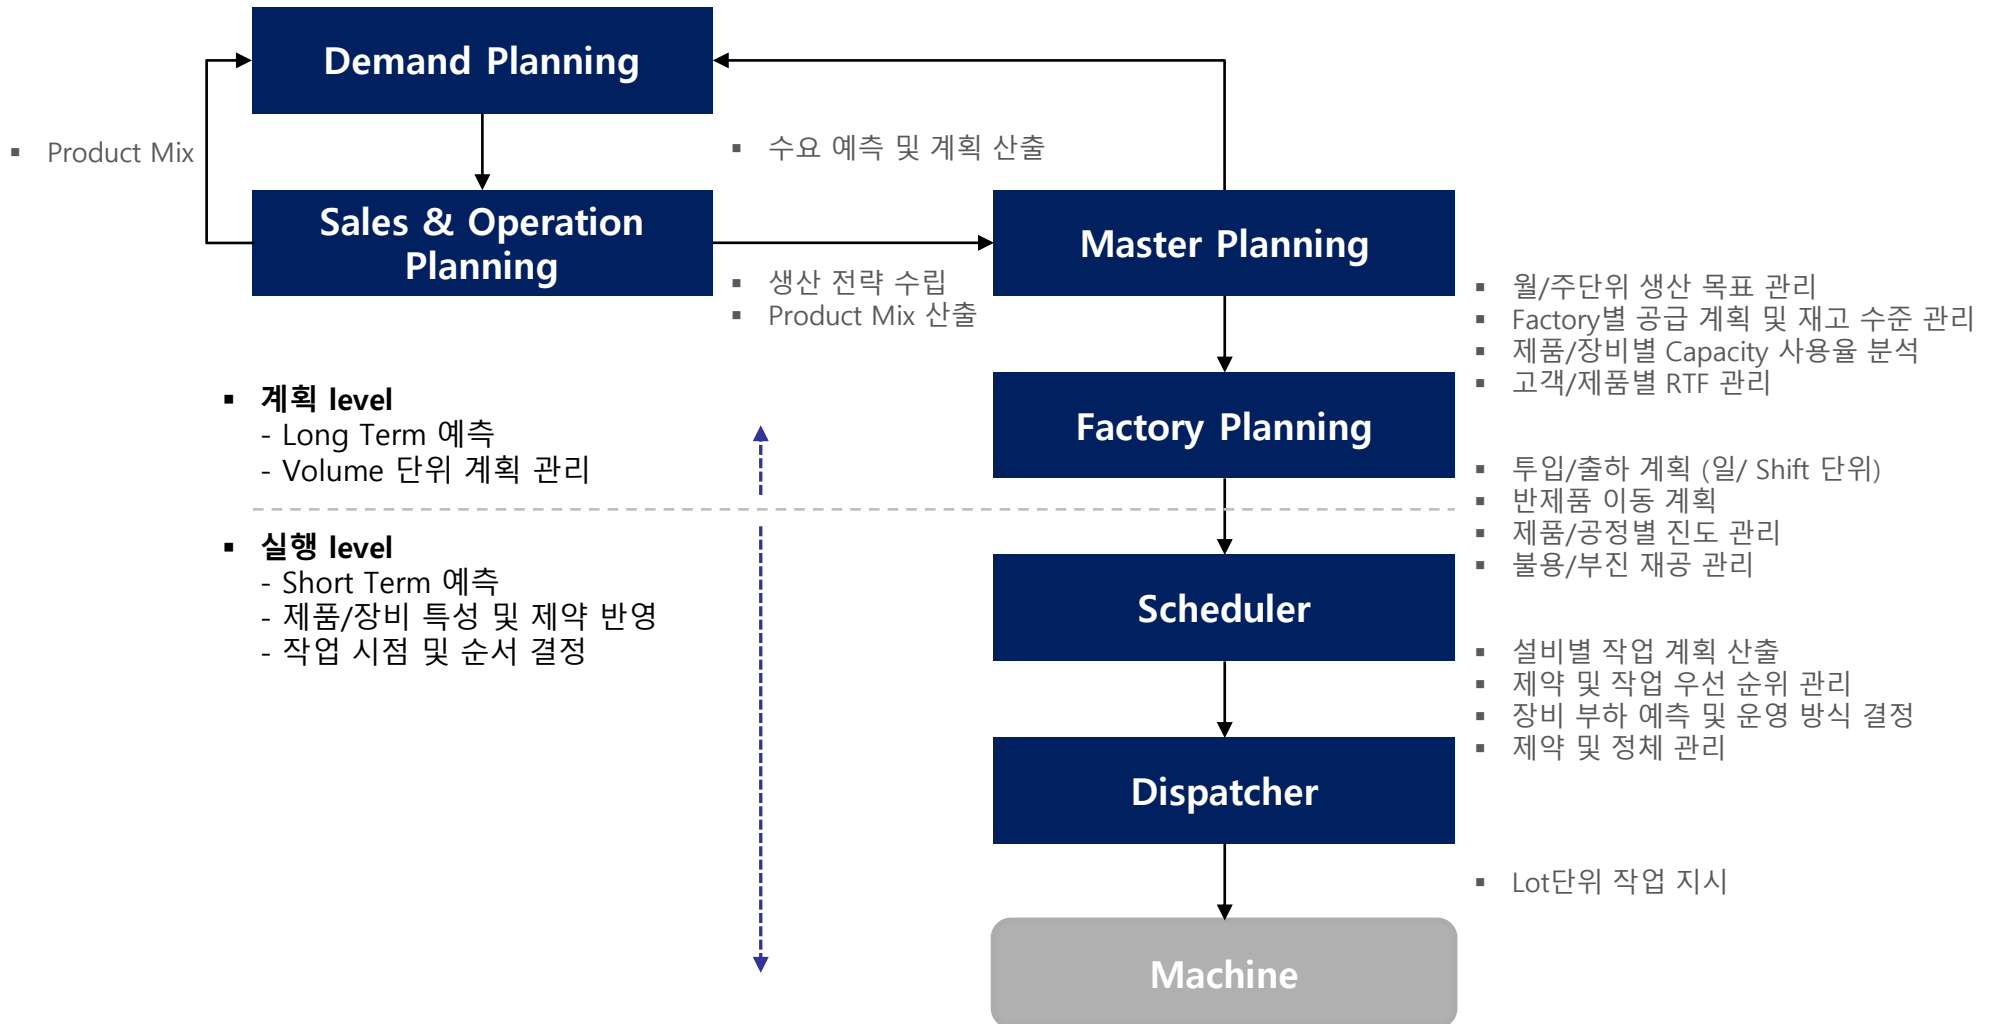 Demand Planning
▪ Product Mix
▪ 수요 예측 및 계획 산출
Sales & Operation
Planning
Master Planning
▪ 생산 전략 수립
▪ Product Mix 산출
▪ 월/주단위 생산 목표 관리
▪ Factory별 공급 계획 및 재고 수준 관리
▪ 제품/장비별 Capacity 사용율 분석
▪ 고객/제품별 RTF 관리
▪ 계획 level
- Long Term 예측
- Volume 단위 계획 관리
Factory Planning
▪ 투입/출하 계획 (일/ Shift 단위)
▪ 반제품 이동 계획
▪ 제품/공정별 진도 관리
▪ 불용/부진 재공 관리
▪ 실행 level
- Short Term 예측
- 제품/장비 특성 및 제약 반영
- 작업 시점 및 순서 결정
Scheduler
▪ 설비별 작업 계획 산출
▪ 제약 및 작업 우선 순위 관리
▪ 장비 부하 예측 및 운영 방식 결정
▪ 제약 및 정체 관리
Dispatcher
▪ Lot단위 작업 지시
Machine